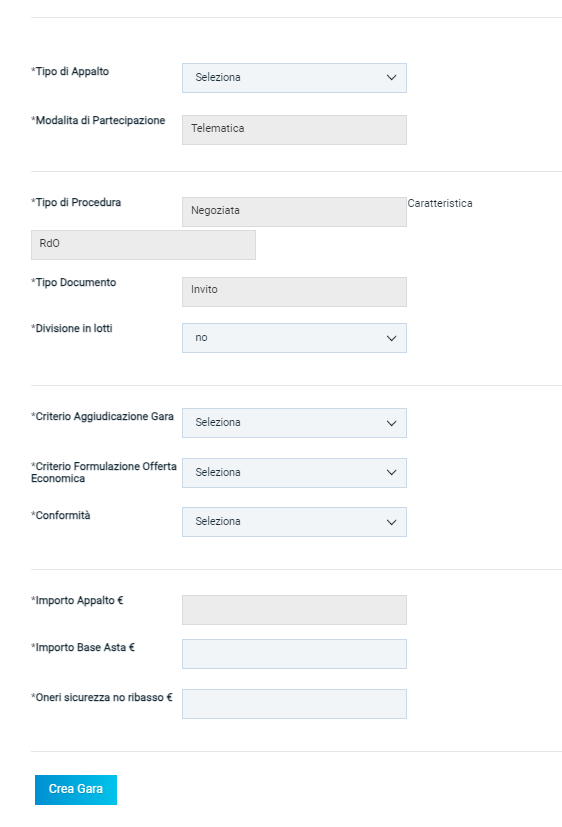 *Tipo di Appalto
Seleziona
*Modalita di Partecipazione
Telematica
*Tipo di Procedura
Negoziata
Caratteristica
RdO
*Tipo Documento
Invito
*Divisione in lotti
no
*Criterio Aggiudicazione Gara
Seleziona
*Criterio Formulazione Offerta
Economica
Seleziona
*Conformità
Seleziona
*Importo Appalto €
*Importo Base Asta €
*Oneri sicurezza no ribasso €
Crea Gara